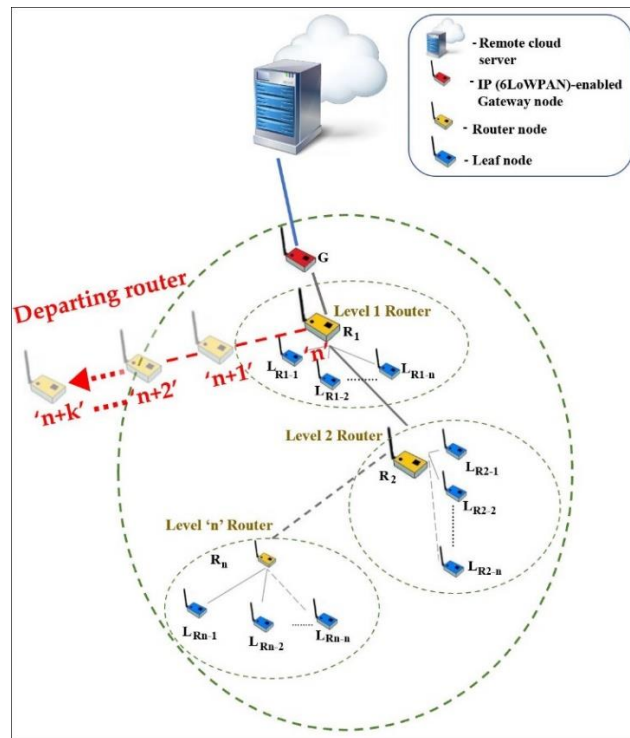 - Remote cloud
server
- IP (6LoWPAN)-enabled
Gateway node
- Router node
- Leaf node
G
Departing router
Level 1 Router
R1
'n'
'n+1'
'n+2'
'n+k'
LR1-1
LR1-2
LR1-n
Level 2 Router
R2
LR2-1
LR2-2
LR2-n
Level 'n' Router
Rn
LRn-1
LRn-2
LRn-n